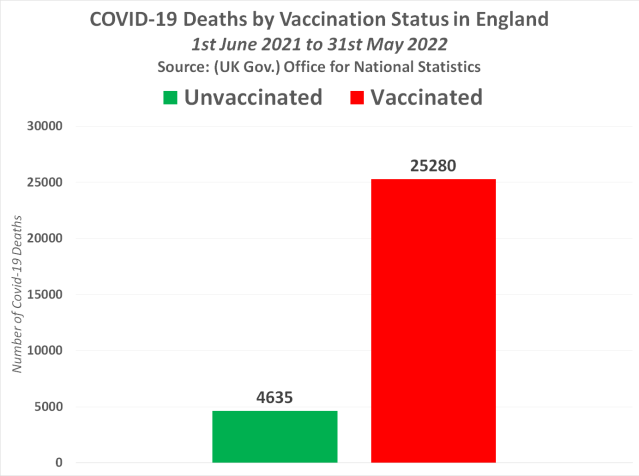 COVID-19 Deaths by Vaccination Status in England
1st June 2021 to 31st May 2022
Source: (UK Gov.) Office for National Statistics
Unvaccinated Vaccinated
30000
25280
25000
20000
Number of Covid-19 Deaths
15000
10000
4635
5000
0